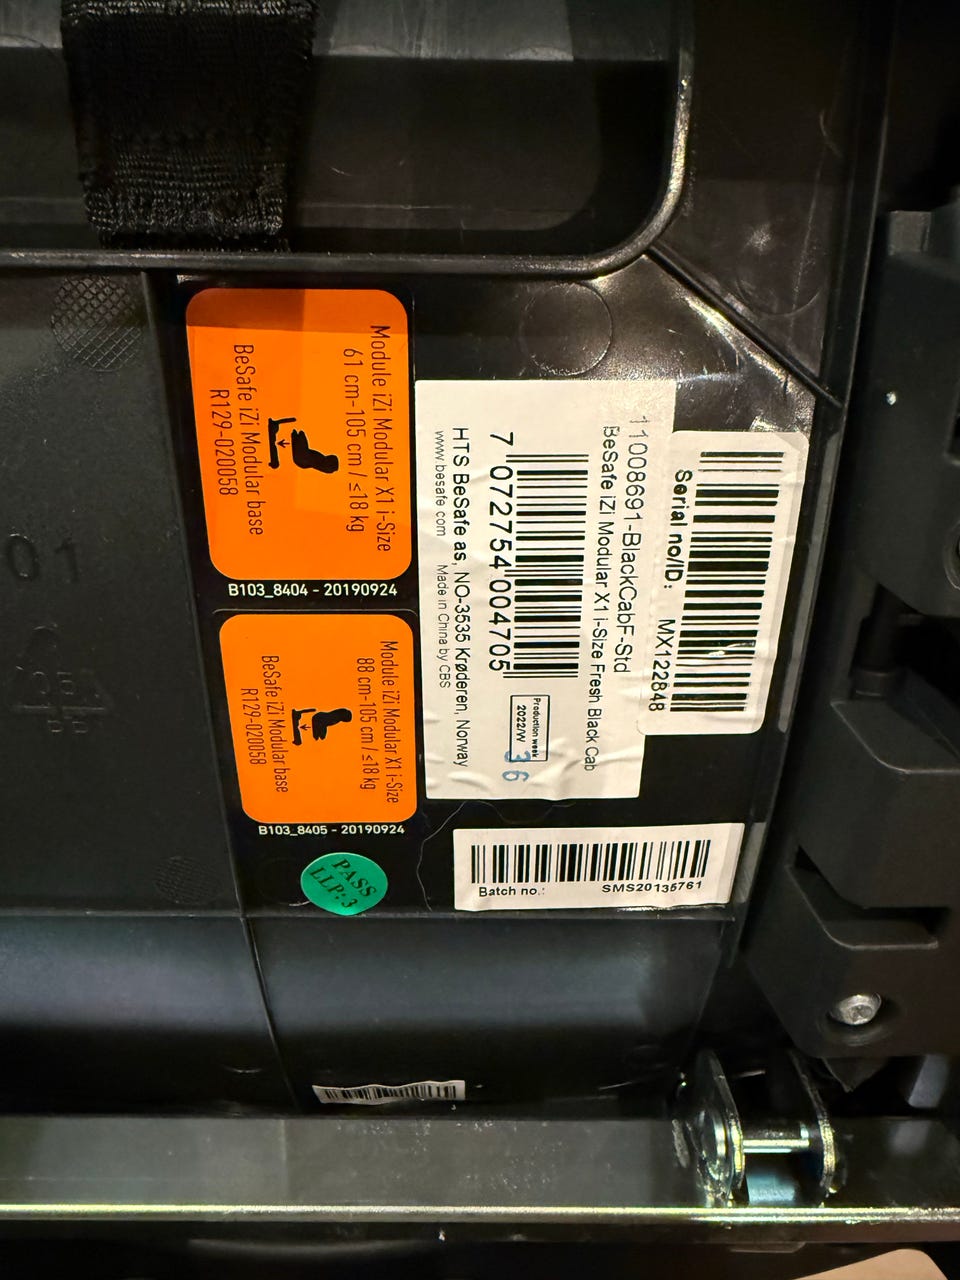 Module iZi Modular X1 i-Size
61 cm-105 cm / ≤18 kg
BeSafe iZi Modular base
R129-020058
B103_8404 - 20190924
Module iZi Modular X1 i-Size
88 cm-105 cm / ≤18 kg
BeSafe iZi Modular base
R129-020058
B103_8405 - 20190924
PASS
LLP:3
11008691-BlackCabF-Std
BeSafe iZi Modular X1 i-Size Fresh Black Cab
7 072754 004705
Production week
2022/W 36
HTS BeSafe as, NO-3535 Krøderen, Norway
www.besafe.com Made in China by CBS
Serial no/ID: MX122848
Batch no.: SMS20135761
01